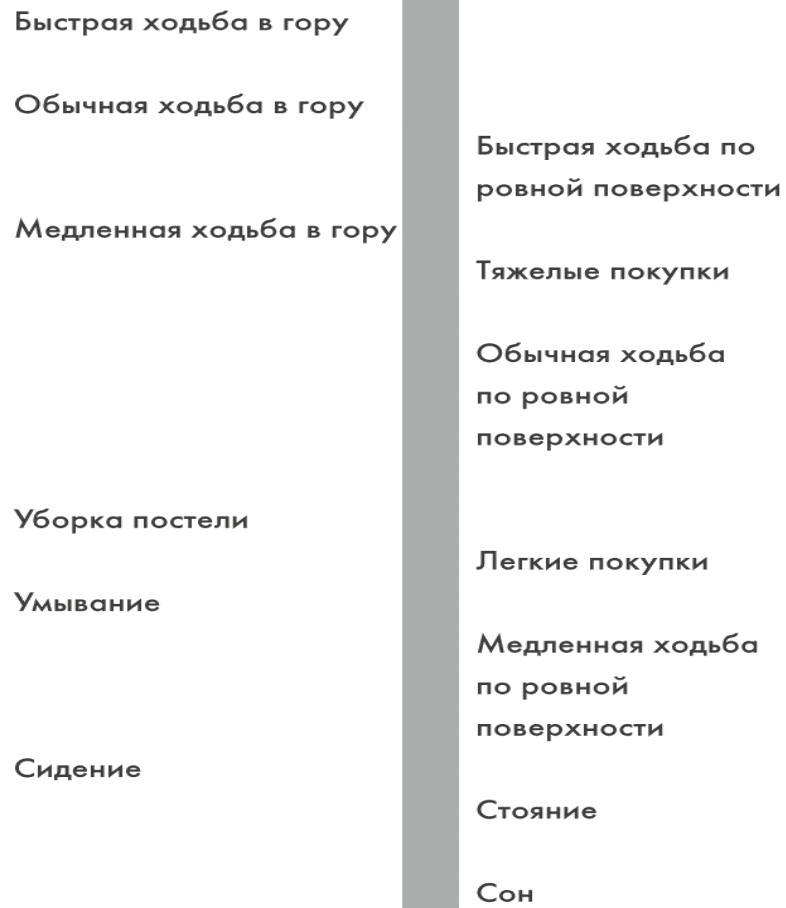 Быстрая ходьба в гору
Обычная ходьба в гору
Медленная ходьба в гору
Уборка постели
Умывание
Сидение
Быстрая ходьба по
ровной поверхности
Тяжелые покупки
Обычная ходьба
по ровной
поверхности
Легкие покупки
Медленная ходьба
по ровной
поверхности
Стояние
Сон